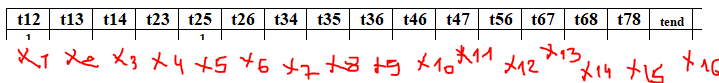 t12 t13 t14 t23 t25 t26 t34 t35 t36 t46 t47 t56 t67 t68 t78 tend
1 1
x1 x2 x3 x4 x5 x6 x7 x8 x9 x10 x11 x12 x13 x14 x15 x16